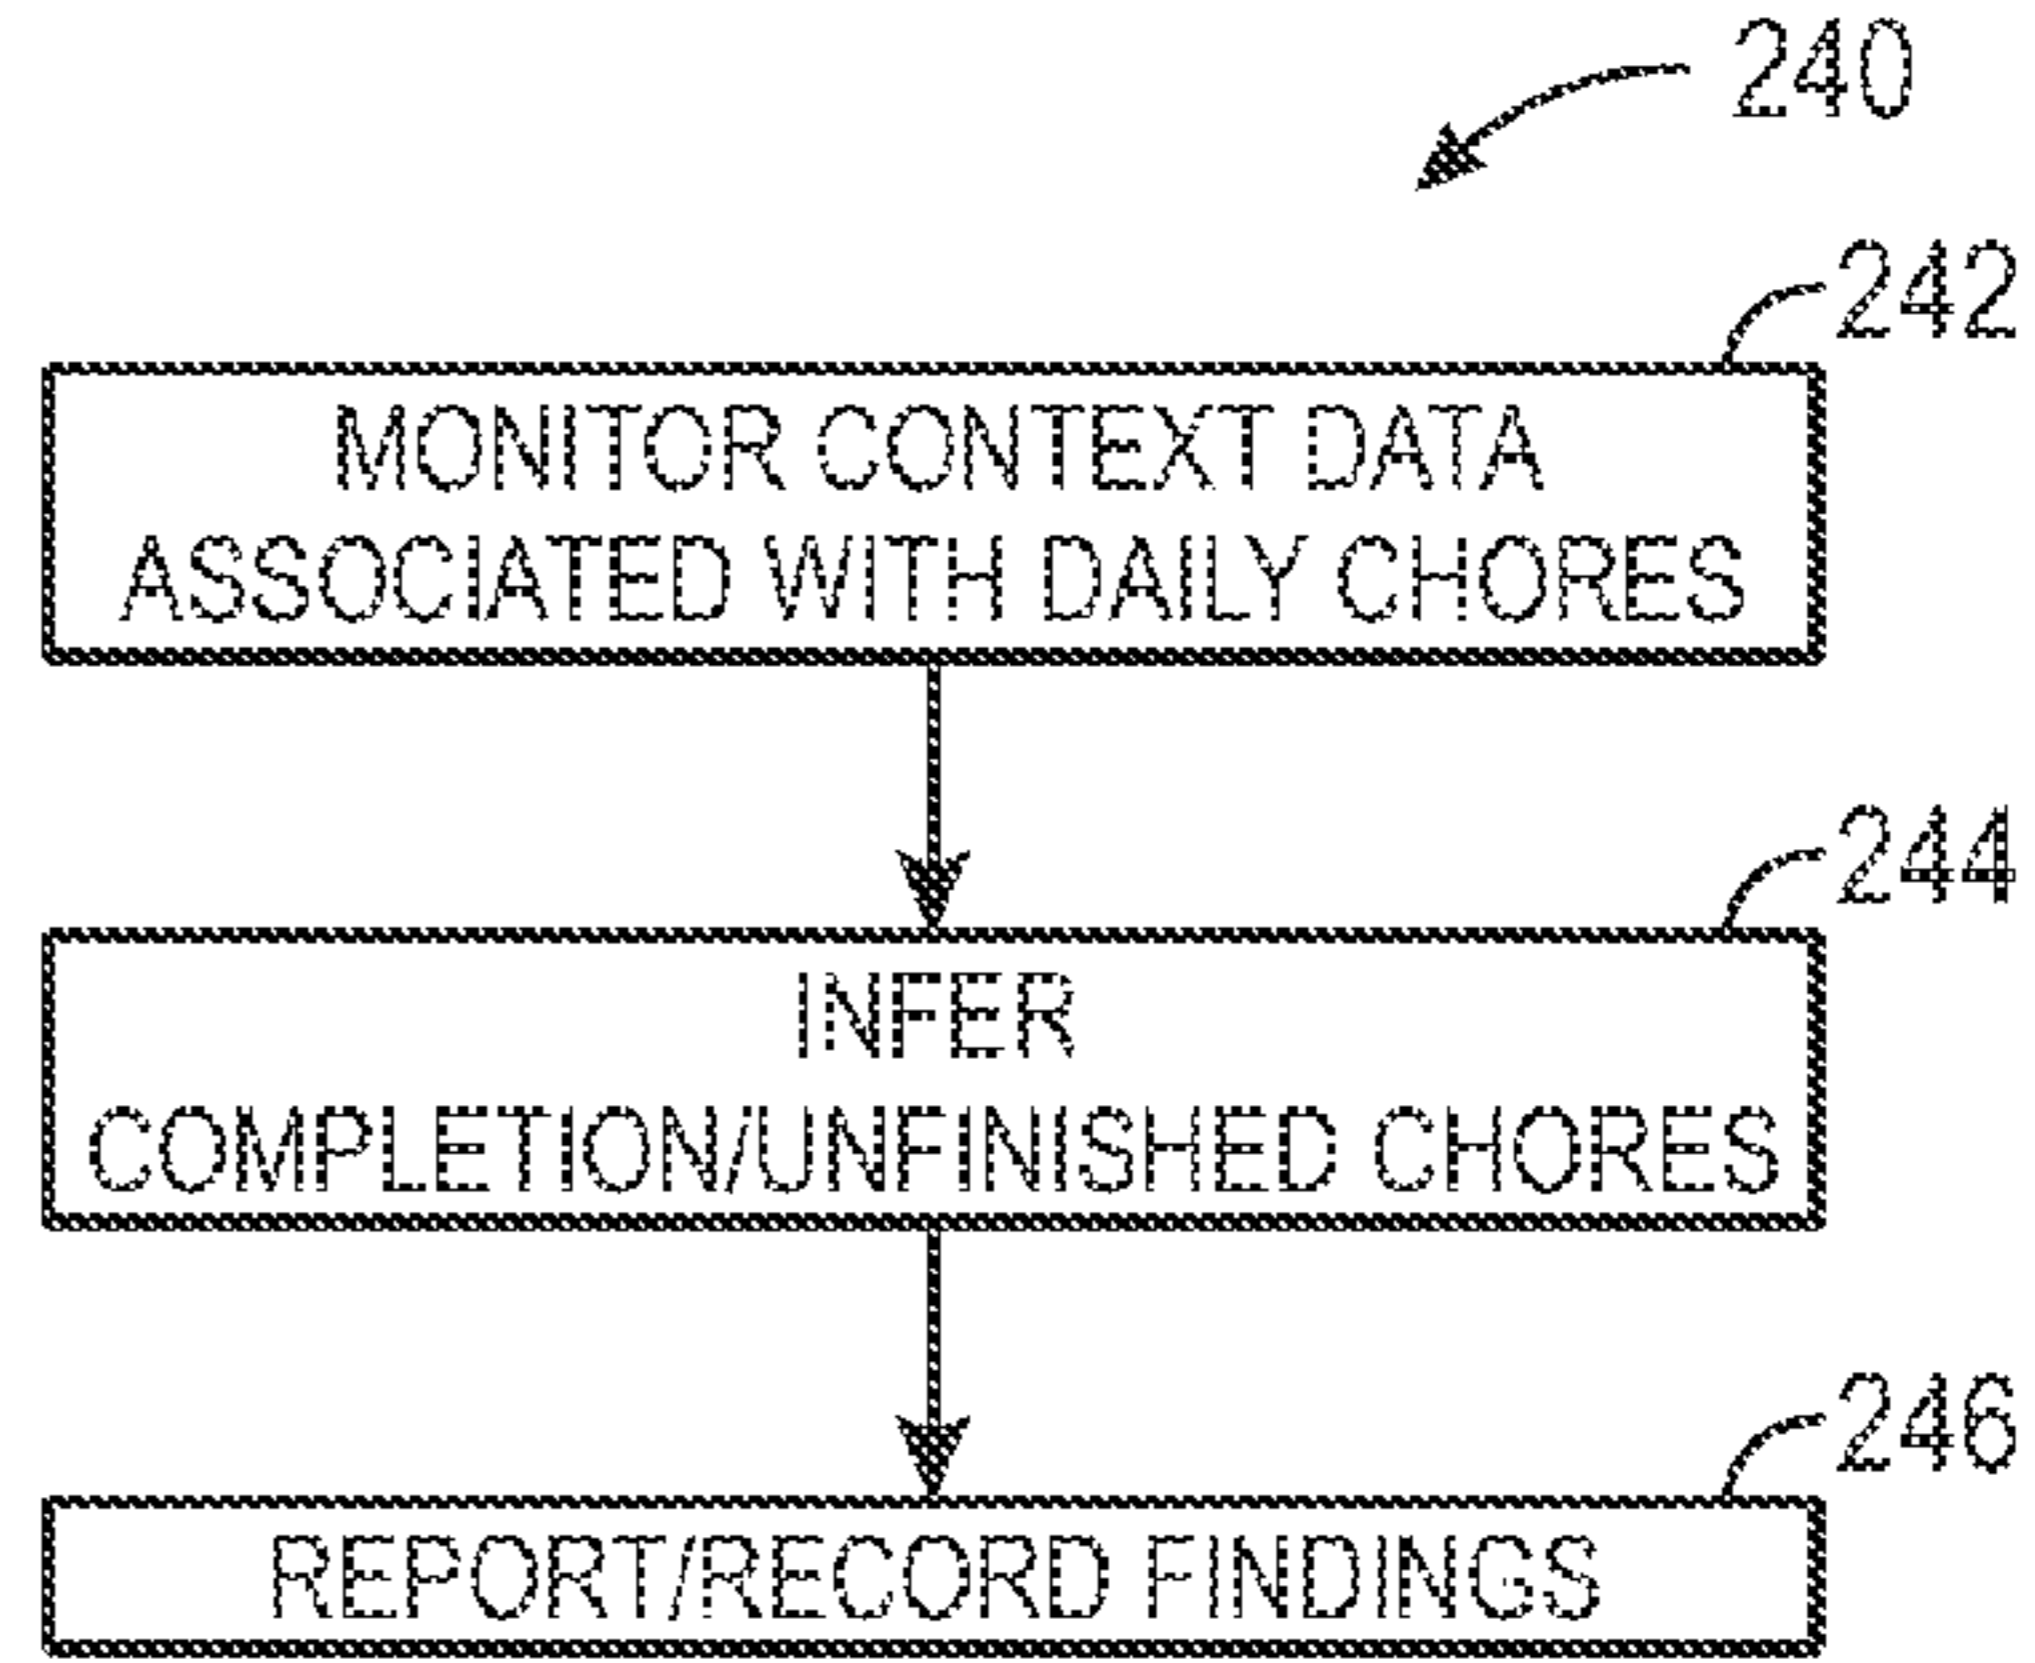 240
242
MONITOR CONTEXT DATA
ASSOCIATED WITH DAILY CHORES
244
INFER
COMPLETION/UNFINISHED CHORES
246
REPORT/RECORD FINDINGS